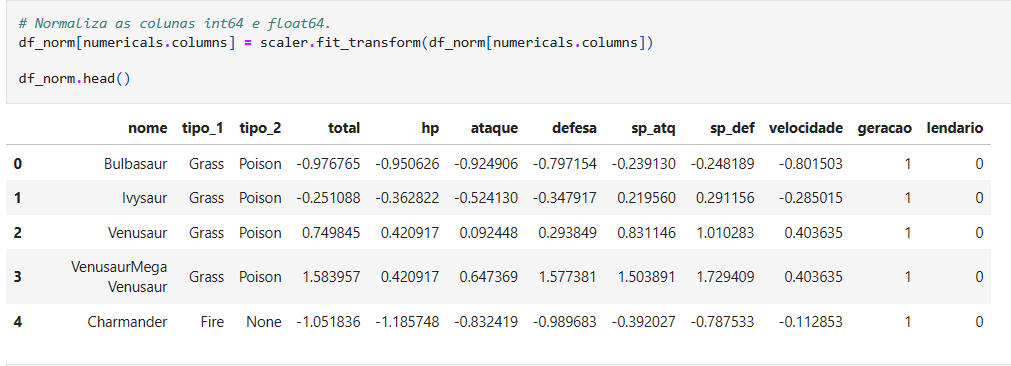 # Normaliza as colunas int64 e float64.
df_norm[numericals.columns] = scaler.fit_transform(df_norm[numericals.columns])
df_norm.head()
nome tipo_1 tipo_2 total hp ataque defesa sp_atq sp_def velocidade geracao lendario
0 Bulbasaur Grass Poison -0.976765 -0.950626 -0.924906 -0.797154 -0.239130 -0.248189 -0.801503 1 0
1 Ivysaur Grass Poison -0.251088 -0.362822 -0.524130 -0.347917 0.219560 0.291156 -0.285015 1 0
2 Venusaur Grass Poison 0.749845 0.420917 0.092448 0.293849 0.831146 1.010283 0.403635 1 0
3 VenusaurMega Venusaur Grass Poison 1.583957 0.420917 0.647369 1.577381 1.503891 1.729409 0.403635 1 0
4 Charmander Fire None -1.051836 -1.185748 -0.832419 -0.989683 -0.392027 -0.787533 -0.112853 1 0